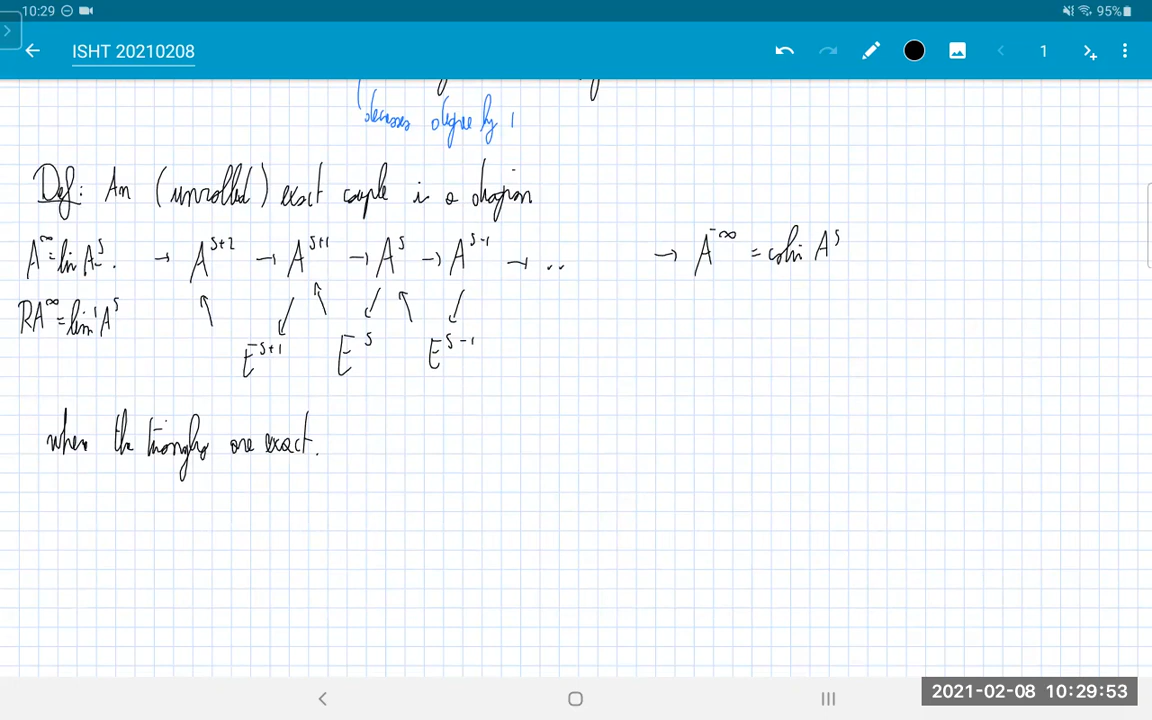 10:29
95%
ISHT 20210208
1
decreases degree by 1
Def: An (unrolled) exact couple is a diagram
A^∞ = lim A^s … → A^{s+2} → A^{s+1} → A^s → A^{s-1} → … → A^{-∞} = colim A^s
RA^∞ = lim^1 A^s
E^{s+1} E^s E^{s-1}
where the triangles are exact.
2021-02-08 10:29:53